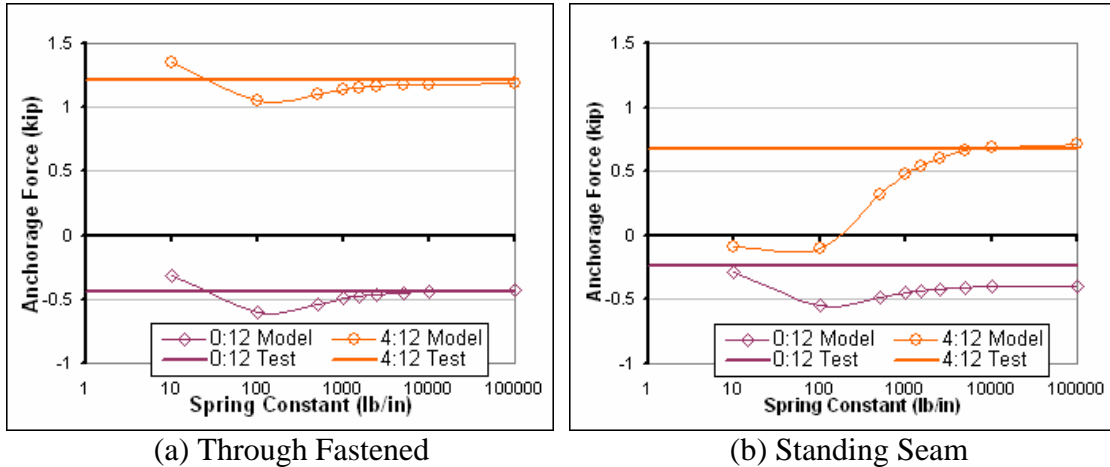 1.5
1
0.5
0
-0.5
-1
Anchorage Force (kip)
0:12 Model 4:12 Model
0:12 Test 4:12 Test
1 10 100 1000 10000 100000
Spring Constant (lb/in)
(a) Through Fastened
1.5
1
0.5
0
-0.5
-1
Anchorage Force (kip)
0:12 Model 4:12 Model
0:12 Test 4:12 Test
1 10 100 1000 10000 100000
Spring Constant (lb/in)
(b) Standing Seam